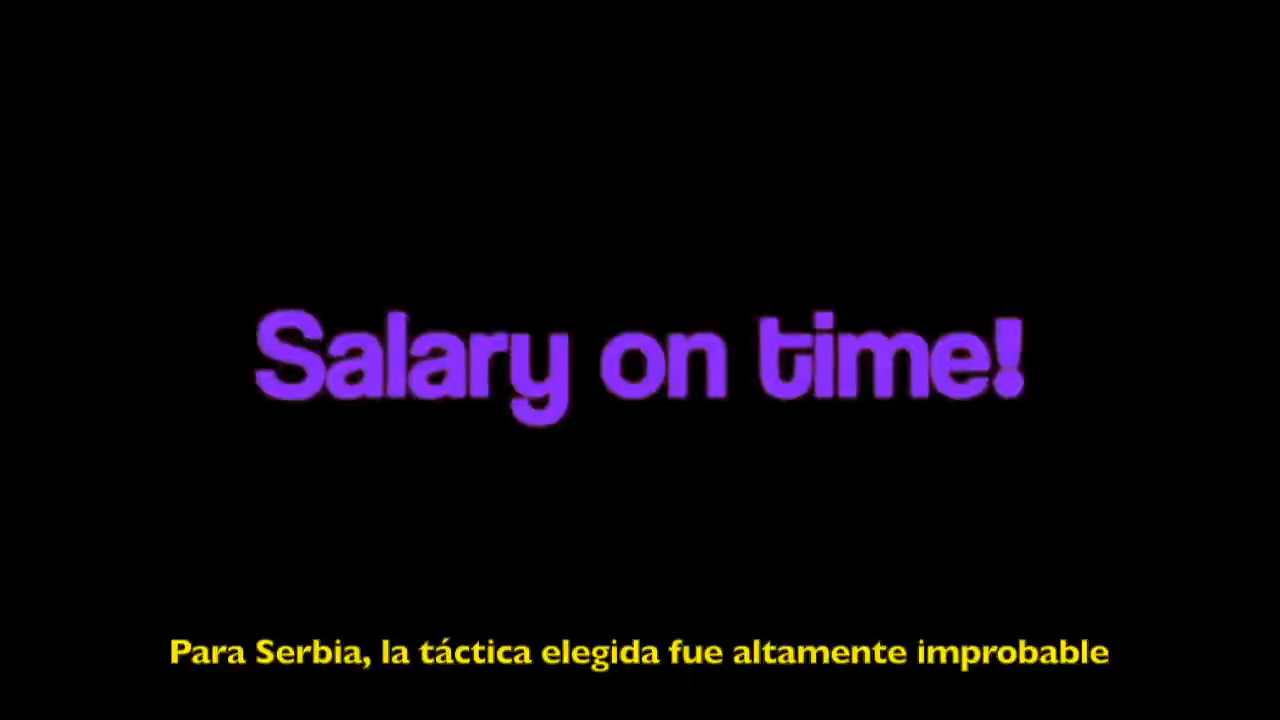 Salary on time!
Para Serbia, la táctica elegida fue altamente improbable